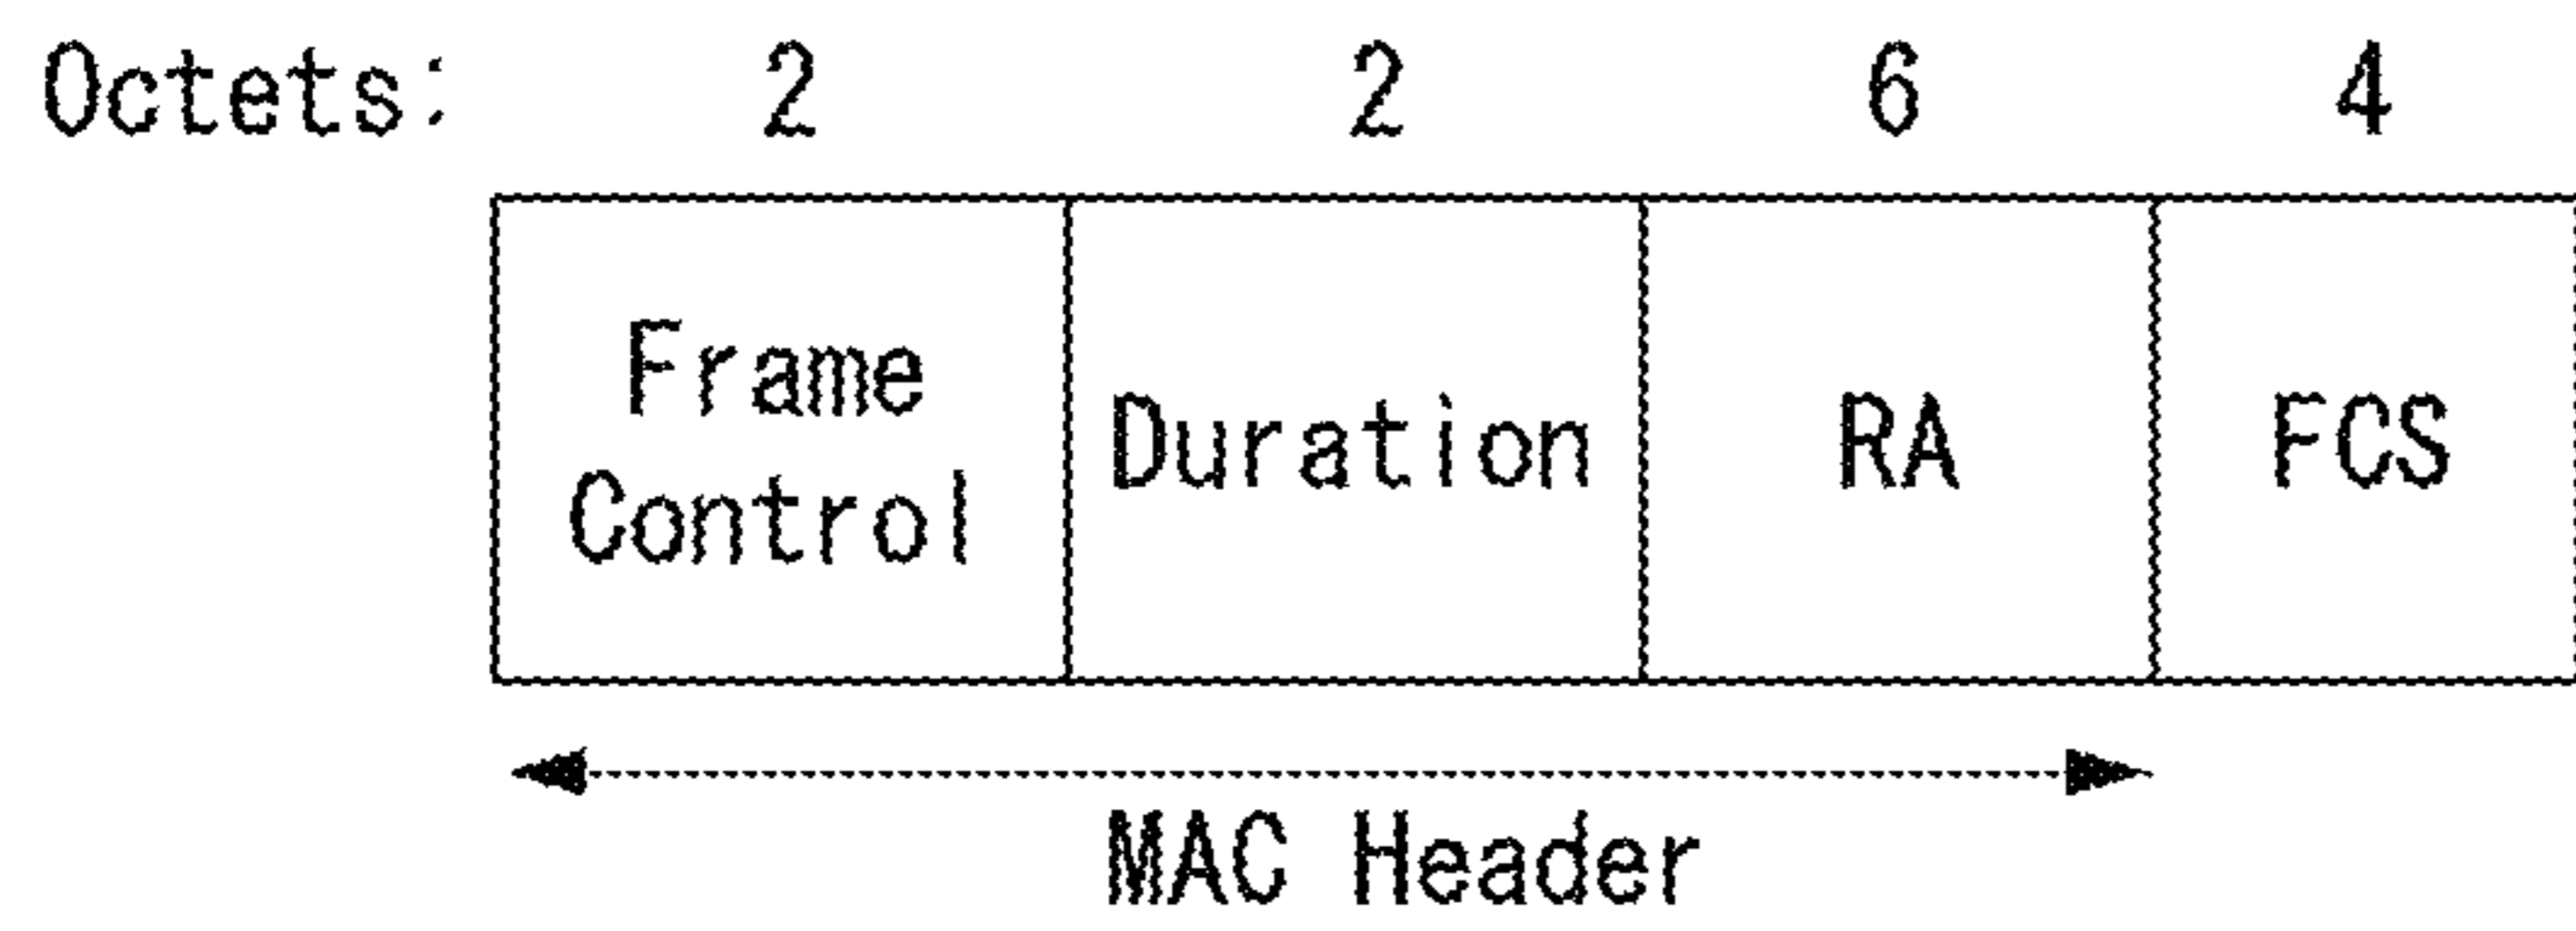 Octets: 2 2 6 4
Frame
Control
Duration
RA
FCS
MAC Header